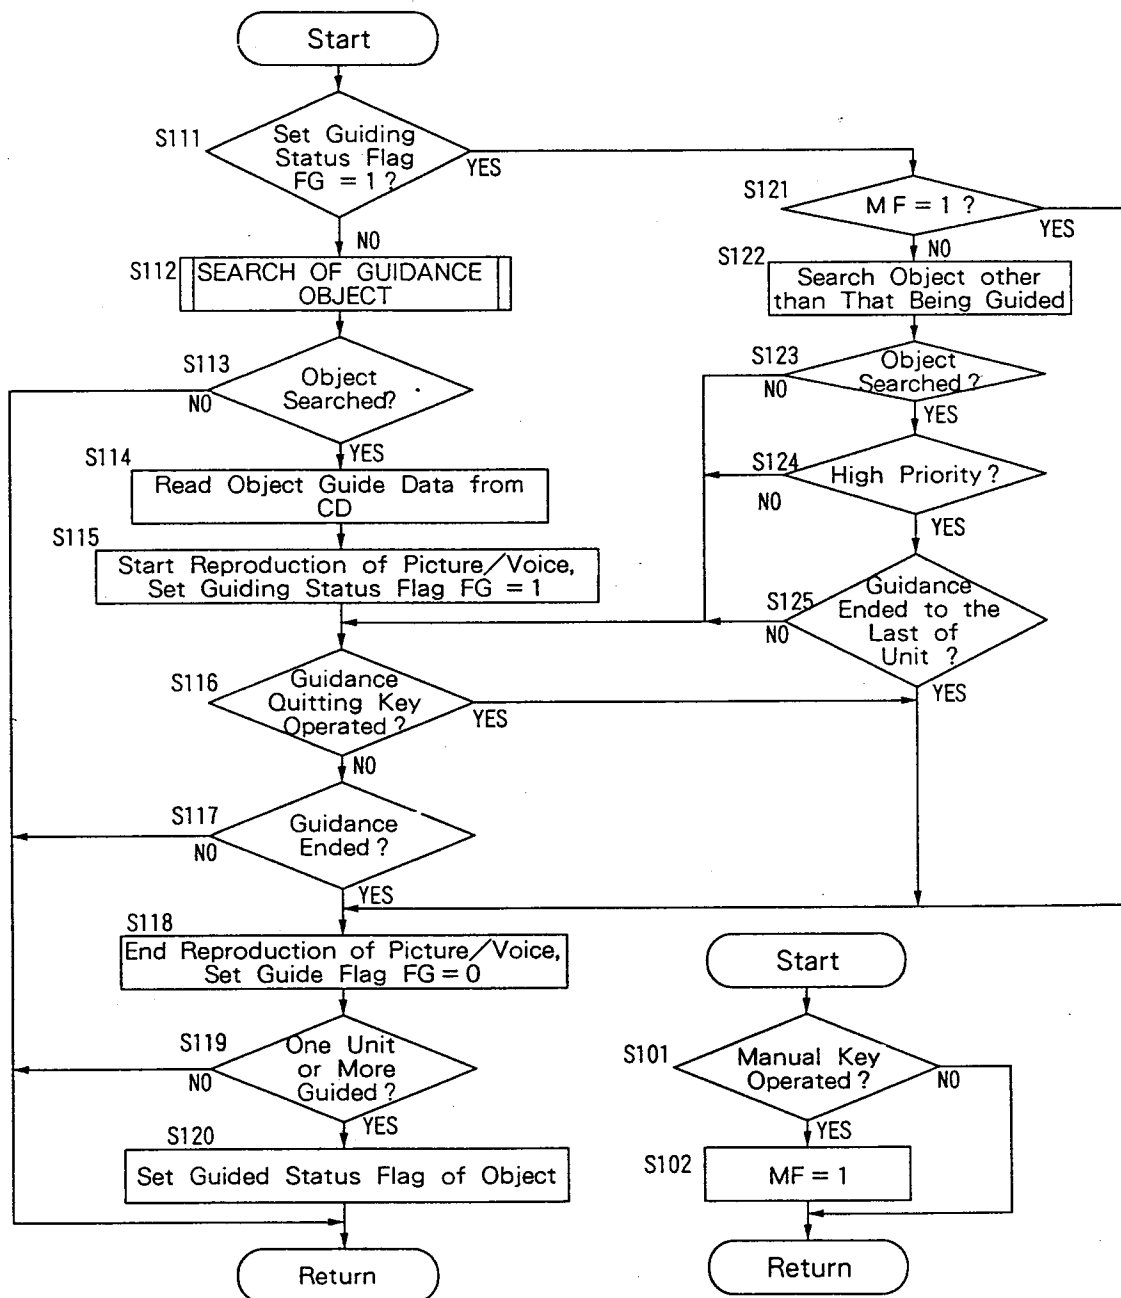 Start
S111
Set Guiding
Status Flag
FG = 1 ?
YES
NO
S112
SEARCH OF GUIDANCE
OBJECT
S113
Object
Searched?
NO
YES
S114
Read Object Guide Data from
CD
S115
Start Reproduction of Picture/Voice,
Set Guiding Status Flag FG = 1
S116
Guidance
Quitting Key
Operated ?
YES
NO
S117
Guidance
Ended ?
NO
YES
S118
End Reproduction of Picture/Voice,
Set Guide Flag FG = 0
S119
One Unit
or More
Guided ?
NO
YES
S120
Set Guided Status Flag of Object
Return
S121
MF = 1 ?
YES
NO
S122
Search Object other
than That Being Guided
S123
Object
Searched ?
NO
YES
S124
High Priority ?
NO
YES
S125
Guidance
Ended to the
Last of
Unit ?
NO
YES
Start
S101
Manual Key
Operated ?
NO
YES
S102
MF = 1
Return